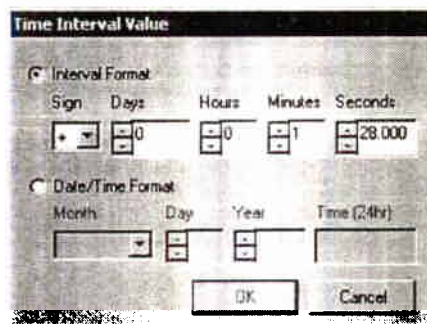 Time Interval Value
Interval Format
Sign Days Hours Minutes Seconds
+ 0 0 1 28.000
Date/Time Format
Month Day Year Time (24hr)
OK Cancel